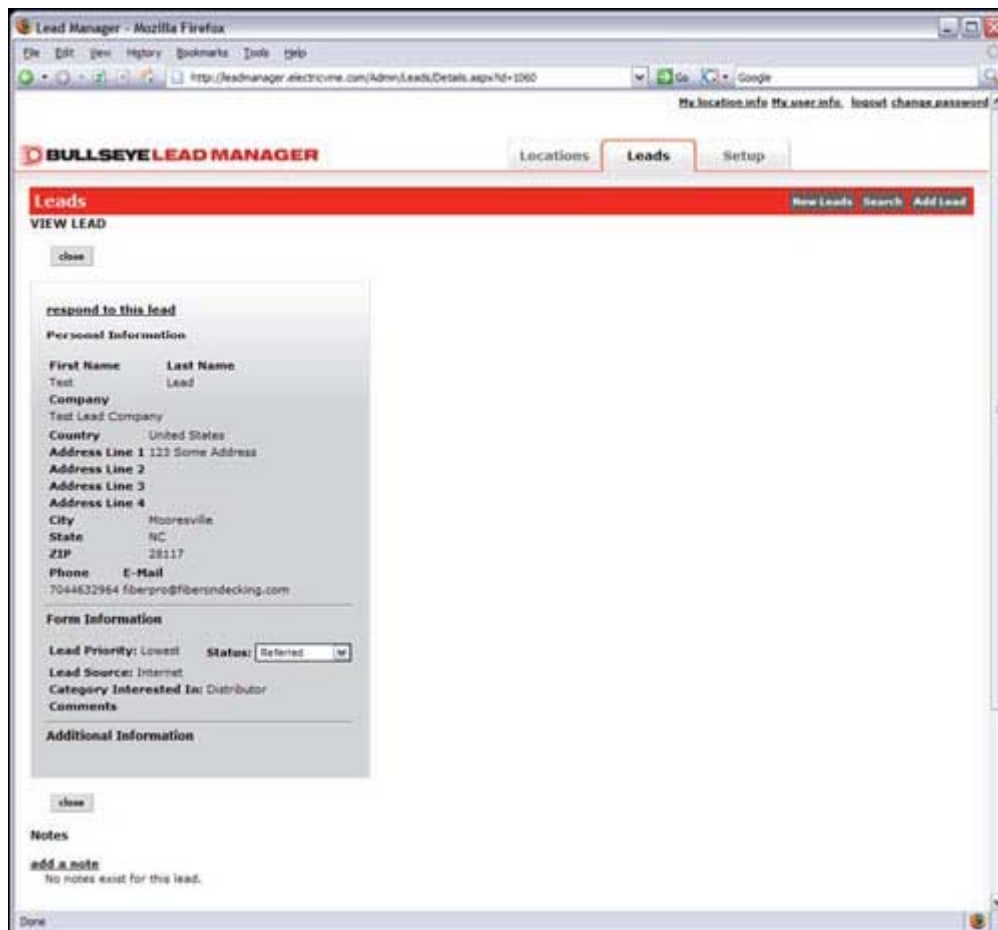 Lead Manager - Mozilla Firefox
File Edit View History Bookmarks Tools Help
http://leadmanager.electricvine.com/Admin/Leads/Details.aspx?id=1060 Go Google
My location info My user info. logout change password
BULLSEYE LEAD MANAGER
Locations Leads Setup
Leads
New Leads Search Add Lead
VIEW LEAD
close
respond to this lead
Personal Information
First Name Last Name
Test Lead
Company
Test Lead Company
Country United States
Address Line 1 123 Some Address
Address Line 2
Address Line 3
Address Line 4
City Mooresville
State NC
ZIP 28117
Phone E-Mail
7044632964 fiberpro@fiberondecking.com
Form Information
Lead Priority: Lowest Status: Referred
Lead Source: Internet
Category Interested In: Distributor
Comments
Additional Information
close
Notes
add a note
No notes exist for this lead.
Done